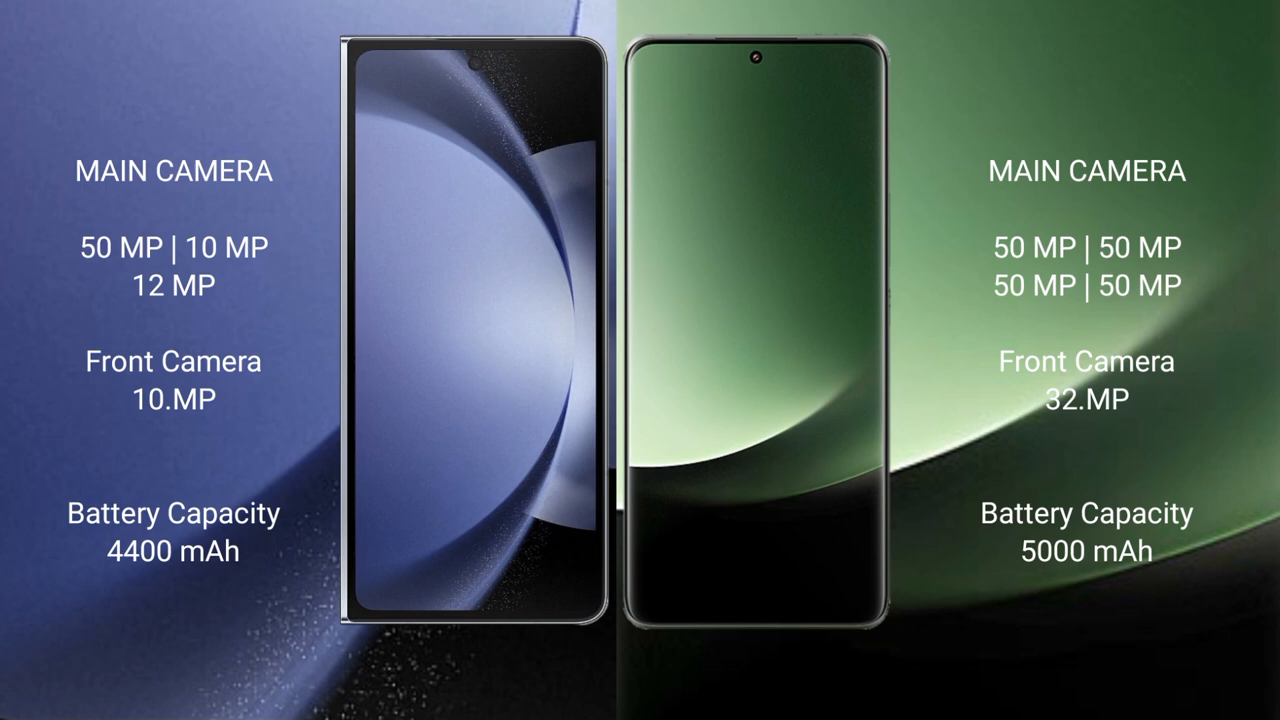 MAIN CAMERA
50 MP | 10 MP
12 MP
Front Camera
10.MP
Battery Capacity
4400 mAh
MAIN CAMERA
50 MP | 50 MP
50 MP | 50 MP
Front Camera
32.MP
Battery Capacity
5000 mAh